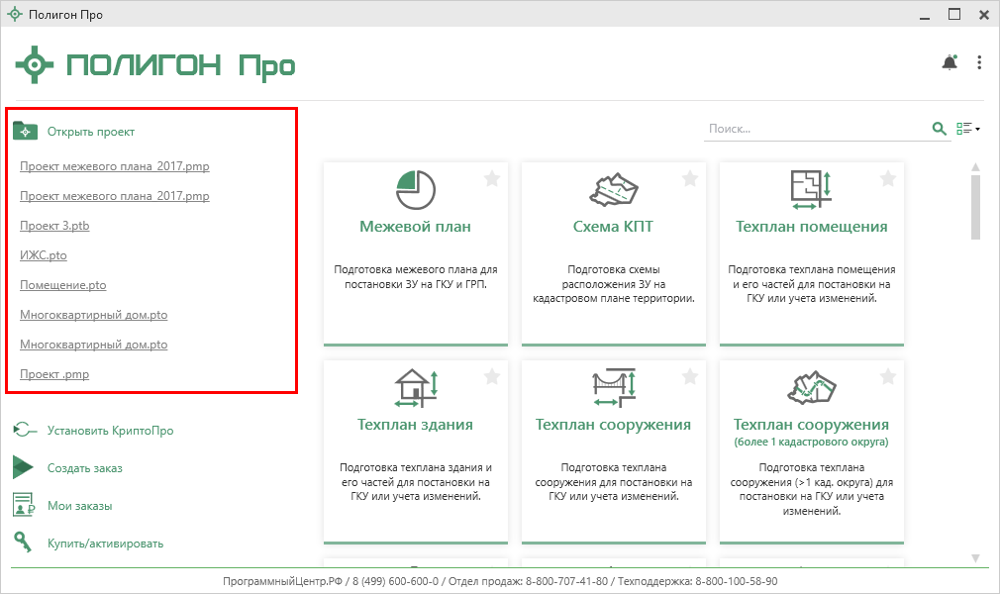 Полигон Про
ПОЛИГОН Про
Открыть проект
Проект межевого плана_2017.pmp
Проект межевого плана_2017.pmp
Проект 3.ptb
ИЖС.pto
Помещение.pto
Многоквартирный дом.pto
Многоквартирный дом.pto
Проект .pmp
Установить КриптоПро
Создать заказ
Мои заказы
Купить/активировать
Поиск...
Межевой план
Подготовка межевого плана для
постановки ЗУ на ГКУ и ГРП.
Схема КПТ
Подготовка схемы
расположения ЗУ на
кадастровом плане территории.
Техплан помещения
Подготовка техплана помещения
и его частей для постановки на
ГКУ или учета изменений.
Техплан здания
Подготовка техплана здания и
его частей для постановки на
ГКУ или учета изменений.
Техплан сооружения
Подготовка техплана
сооружения для постановки на
ГКУ или учета изменений.
Техплан сооружения
(более 1 кадастрового округа)
Подготовка техплана
сооружения (>1 кад. округа) для
постановки на ГКУ или учета
изменений.
ПрограммныйЦентр.РФ / 8 (499) 600-600-0 / Отдел продаж: 8-800-707-41-80 / Техподдержка: 8-800-100-58-90